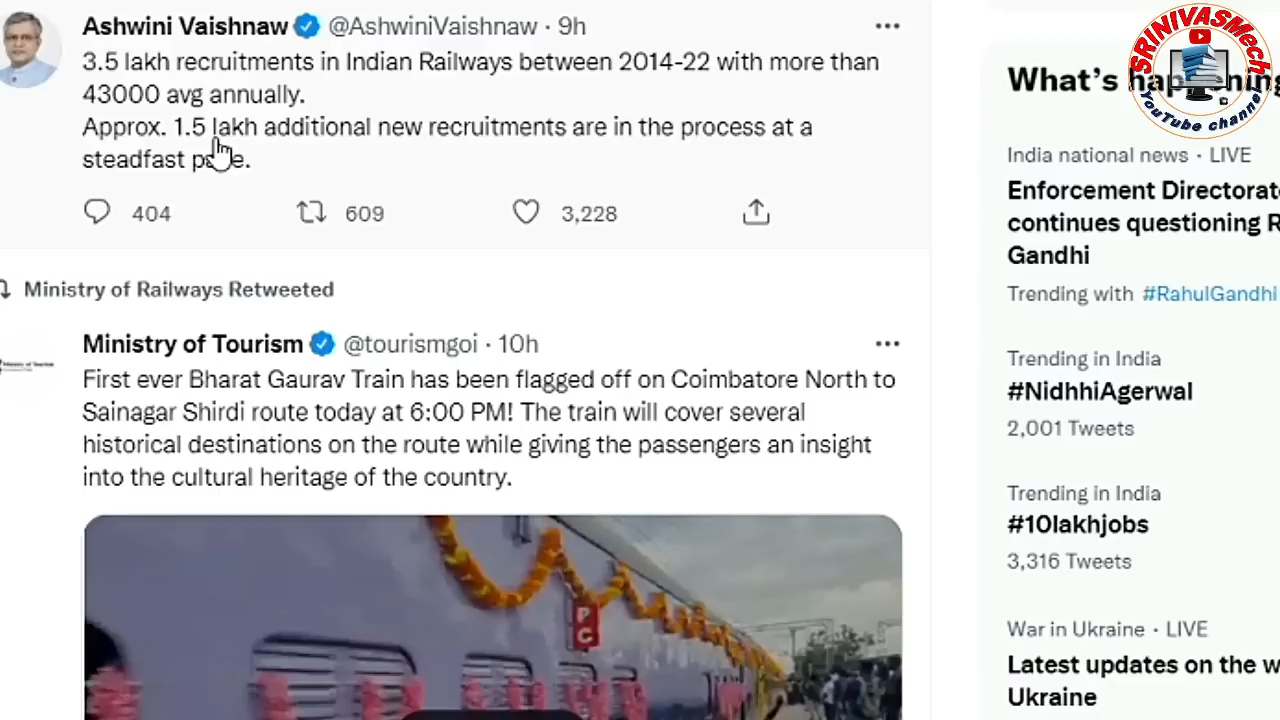 Ashwini Vaishnaw @AshwiniVaishnaw · 9h
3.5 lakh recruitments in Indian Railways between 2014-22 with more than
43000 avg annually.
Approx. 1.5 lakh additional new recruitments are in the process at a
steadfast pace.
404 609 3,228
Ministry of Railways Retweeted
Ministry of Tourism @tourismgoi · 10h
First ever Bharat Gaurav Train has been flagged off on Coimbatore North to
Sainagar Shirdi route today at 6:00 PM! The train will cover several
historical destinations on the route while giving the passengers an insight
into the cultural heritage of the country.
PC
SRINIVASMech
YouTube channel
What's happening
India national news · LIVE
Enforcement Directorate
continues questioning R
Gandhi
Trending with #RahulGandhi
Trending in India
#NidhhiAgerwal
2,001 Tweets
Trending in India
#10lakhjobs
3,316 Tweets
War in Ukraine · LIVE
Latest updates on the w
Ukraine